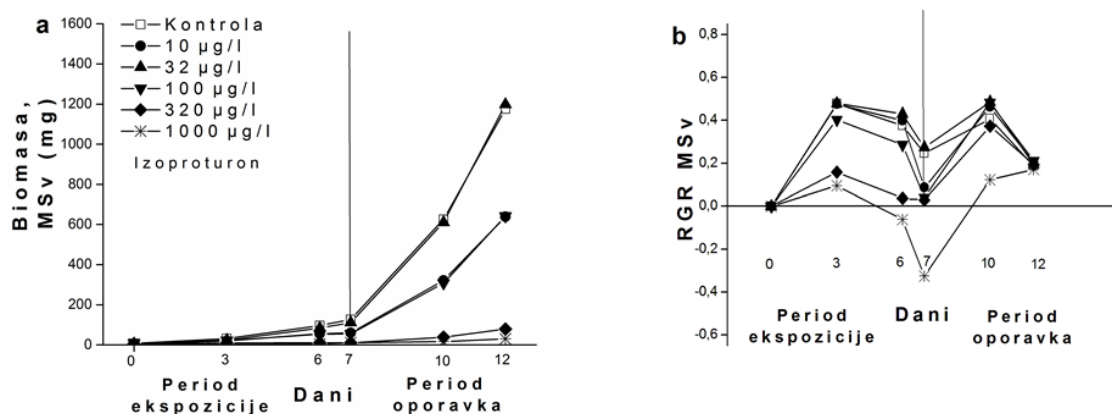 a
1600
1400
1200
1000
800
600
400
200
0
Biomasa,
MSv (mg)
Kontrola
10 µg/l
32 µg/l
100 µg/l
320 µg/l
1000 µg/l
Izoproturon
0 3 6 7 10 12
Period
ekspozicije
Dani
Period
oporavka
b
0,8
0,6
0,4
0,2
0,0
-0,2
-0,4
-0,6
RGR MSv
0 3 6 7 10 12
Period
ekspozicije
Dani
Period
oporavka